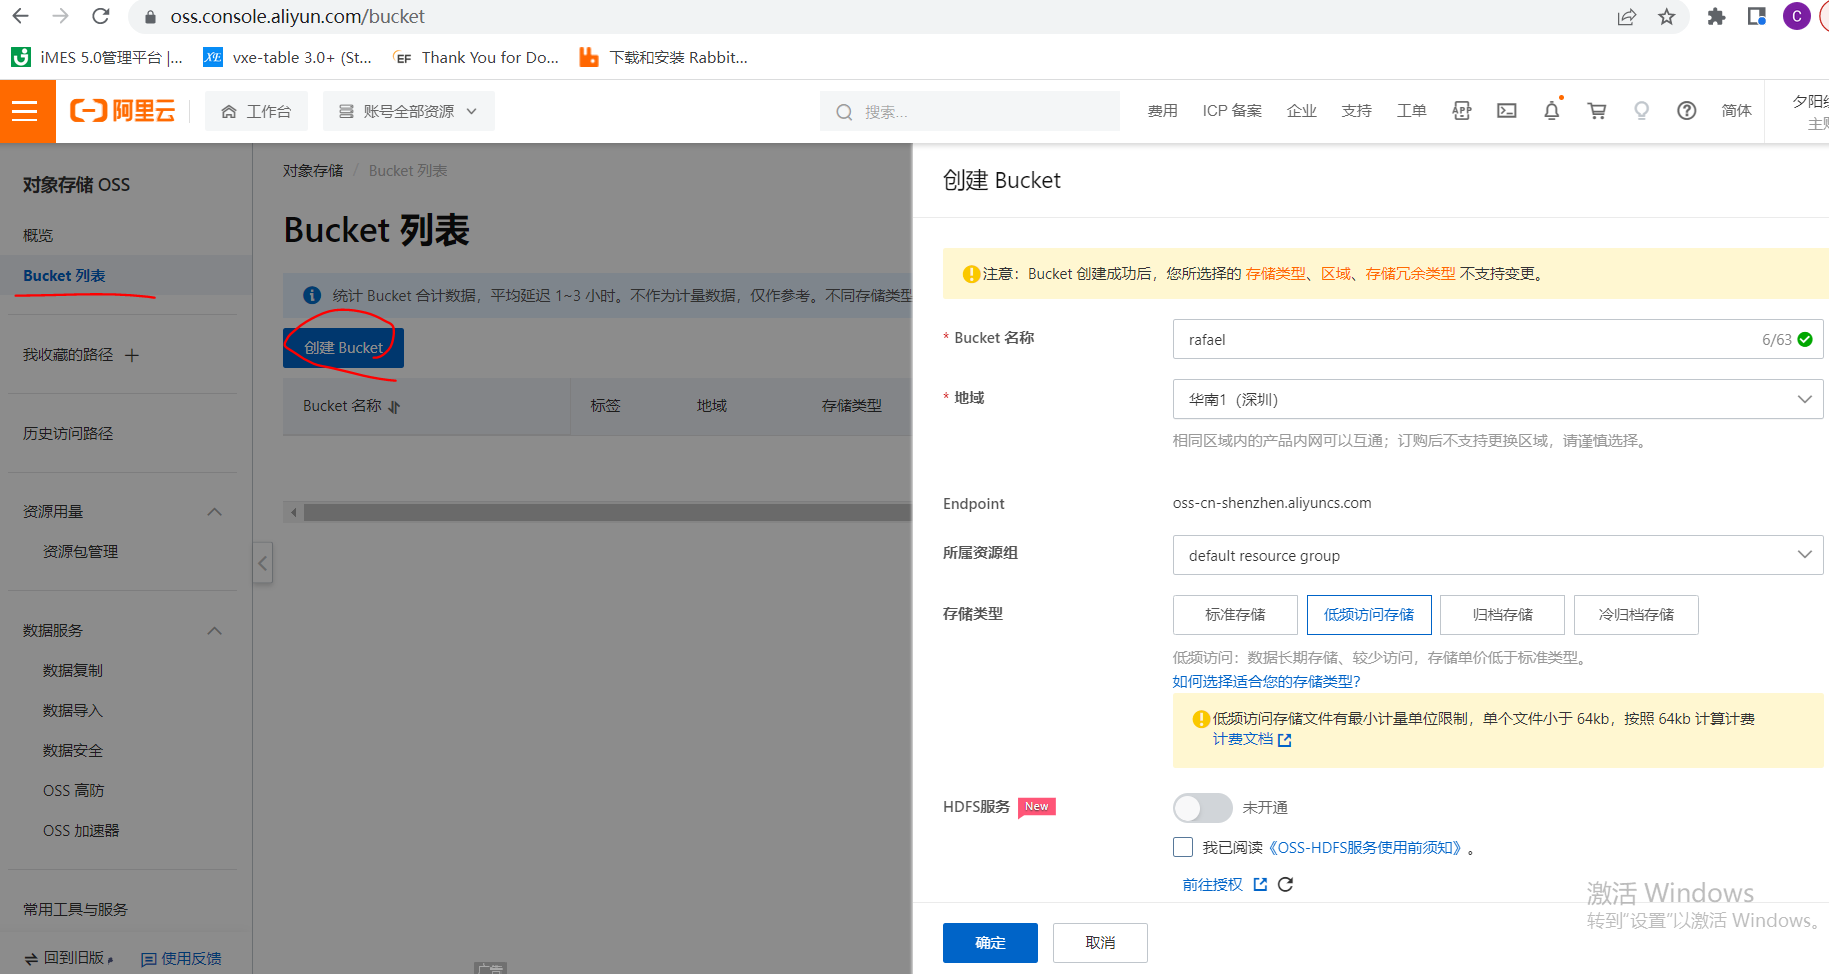 oss.console.aliyun.com/bucket
C
iMES 5.0管理平台 |...
vxe-table 3.0+ (St...
EF Thank You for Do...
下载和安装 Rabbit...
阿里云
工作台
账号全部资源
搜索...
费用
ICP 备案
企业
支持
工单
APP
简体
夕阳
主
对象存储 OSS
概览
Bucket 列表
我收藏的路径
历史访问路径
资源用量
资源包管理
数据服务
数据复制
数据导入
数据安全
OSS 高防
OSS 加速器
常用工具与服务
回到旧版
使用反馈
对象存储 / Bucket 列表
Bucket 列表
统计 Bucket 合计数据，平均延迟 1~3 小时。不作为计量数据，仅作参考。不同存储类型
创建 Bucket
Bucket 名称
标签
地域
存储类型
广告
创建 Bucket
注意：Bucket 创建成功后，您所选择的 存储类型、区域、存储冗余类型 不支持变更。
* Bucket 名称
rafael
6/63
* 地域
华南1（深圳）
相同区域内的产品内网可以互通；订购后不支持更换区域，请谨慎选择。
Endpoint
oss-cn-shenzhen.aliyuncs.com
所属资源组
default resource group
存储类型
标准存储
低频访问存储
归档存储
冷归档存储
低频访问：数据长期存储、较少访问，存储单价低于标准类型。
如何选择适合您的存储类型?
低频访问存储文件有最小计量单位限制，单个文件小于 64kb，按照 64kb 计算计费
计费文档
HDFS服务 New
未开通
我已阅读《OSS-HDFS服务使用前须知》。
前往授权
确定
取消
激活 Windows
转到“设置”以激活 Windows。